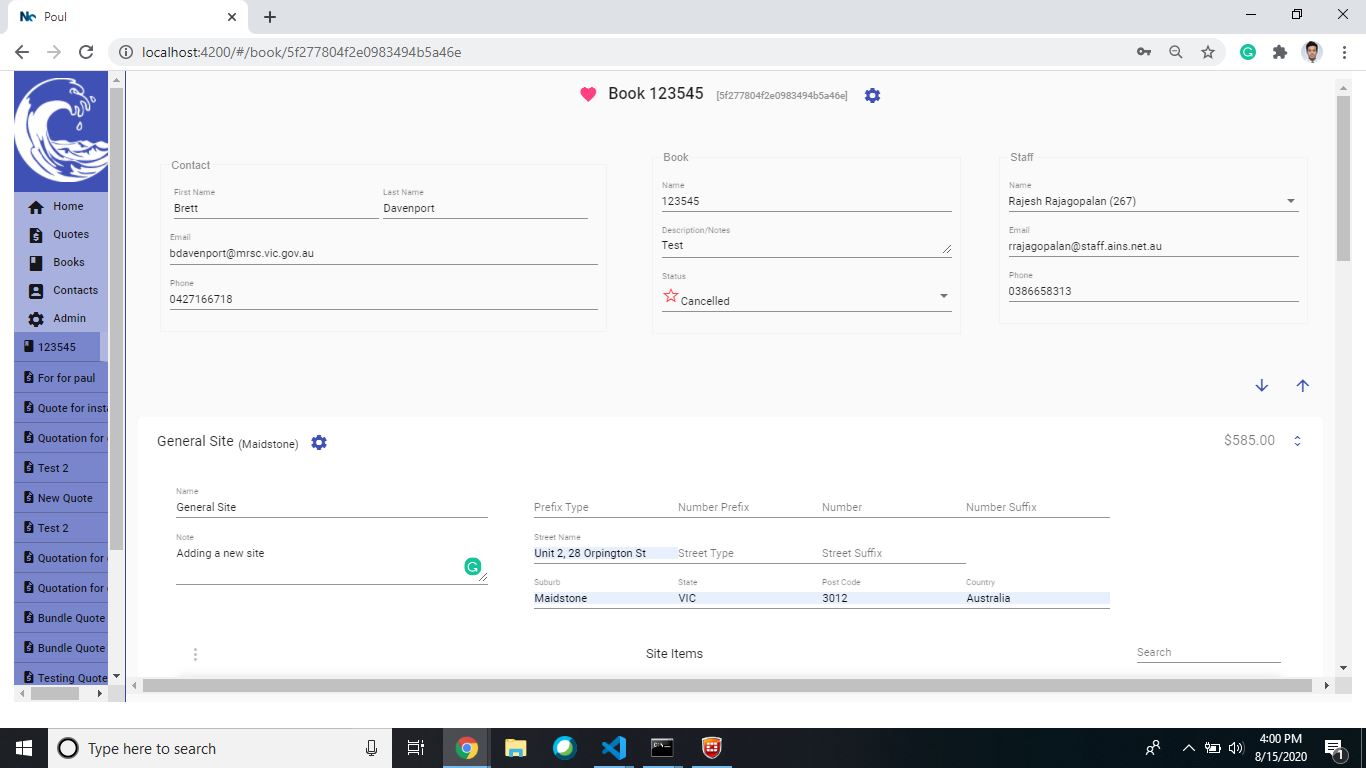 Poul
localhost:4200/#/book/5f277804f2e0983494b5a46e
Book 123545 [5f277804f2e0983494b5a46e]
Home
Quotes
Books
Contacts
Admin
123545
For for paul
Quote for inst
Quotation for
Test 2
New Quote
Test 2
Quotation for
Quotation for
Bundle Quote
Bundle Quote
Testing Quote
Contact
First Name Last Name
Brett Davenport
Email
bdavenport@mrsc.vic.gov.au
Phone
0427166718
Book
Name
123545
Description/Notes
Test
Status
Cancelled
Staff
Name
Rajesh Rajagopalan (267)
Email
rrajagopalan@staff.ains.net.au
Phone
0386658313
General Site (Maidstone) $585.00
Name
General Site
Note
Adding a new site
Prefix Type Number Prefix Number Number Suffix
Street Name
Unit 2, 28 Orpington St Street Type Street Suffix
Suburb State Post Code Country
Maidstone VIC 3012 Australia
Site Items Search
Type here to search
4:00 PM
8/15/2020
1